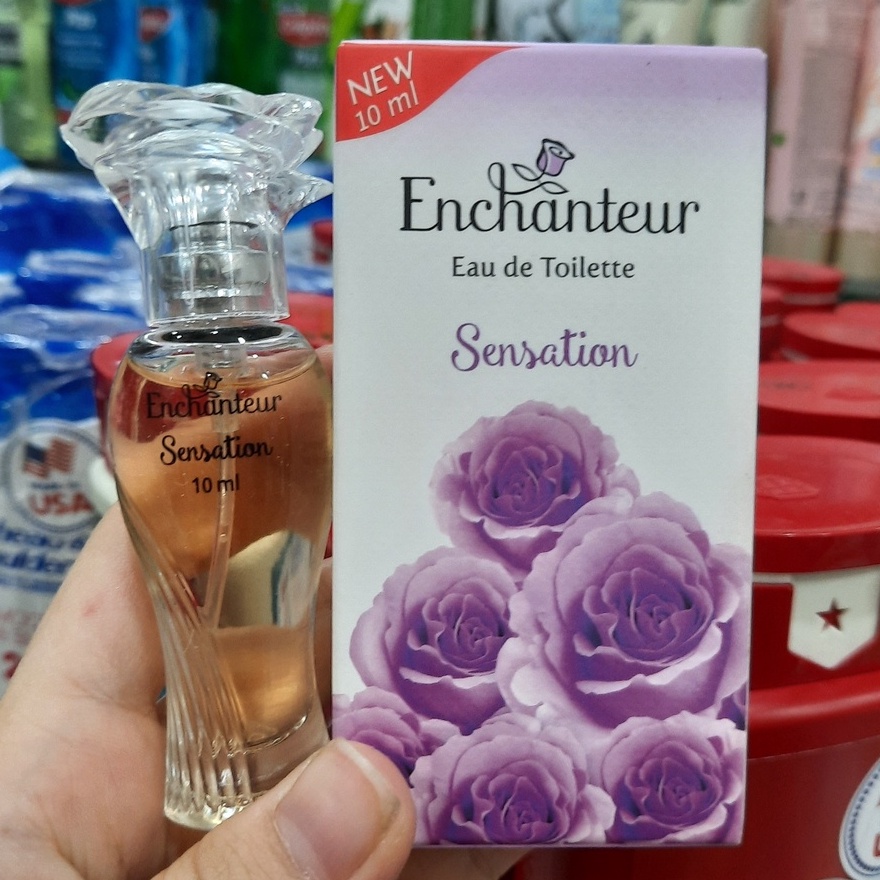 NEW
10 ml
Enchanteur
Eau de Toilette
Sensation
Enchanteur
Sensation
10 ml
USA